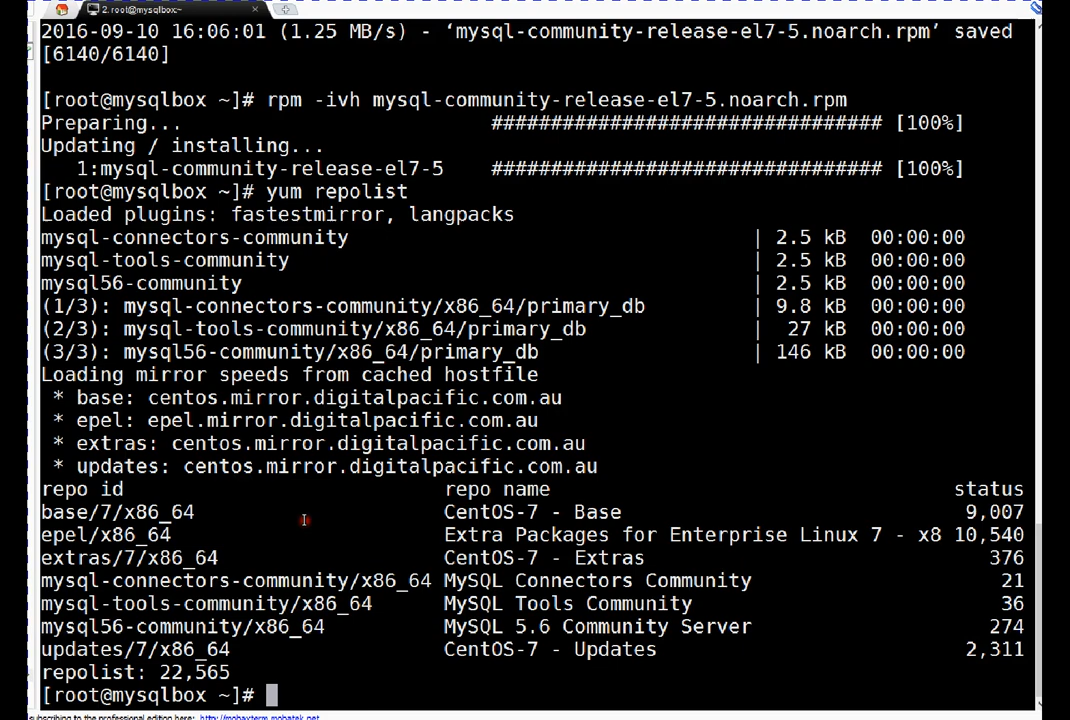 2. root@mysqlbox:~
2016-09-10 16:06:01 (1.25 MB/s) - ‘mysql-community-release-el7-5.noarch.rpm’ saved
[6140/6140]
[root@mysqlbox ~]# rpm -ivh mysql-community-release-el7-5.noarch.rpm
Preparing... ################################# [100%]
Updating / installing...
1:mysql-community-release-el7-5 ################################# [100%]
[root@mysqlbox ~]# yum repolist
Loaded plugins: fastestmirror, langpacks
mysql-connectors-community | 2.5 kB 00:00:00
mysql-tools-community | 2.5 kB 00:00:00
mysql56-community | 2.5 kB 00:00:00
(1/3): mysql-connectors-community/x86_64/primary_db | 9.8 kB 00:00:00
(2/3): mysql-tools-community/x86_64/primary_db | 27 kB 00:00:00
(3/3): mysql56-community/x86_64/primary_db | 146 kB 00:00:00
Loading mirror speeds from cached hostfile
* base: centos.mirror.digitalpacific.com.au
* epel: epel.mirror.digitalpacific.com.au
* extras: centos.mirror.digitalpacific.com.au
* updates: centos.mirror.digitalpacific.com.au
repo id repo name status
base/7/x86_64 CentOS-7 - Base 9,007
epel/x86_64 Extra Packages for Enterprise Linux 7 - x8 10,540
extras/7/x86_64 CentOS-7 - Extras 376
mysql-connectors-community/x86_64 MySQL Connectors Community 21
mysql-tools-community/x86_64 MySQL Tools Community 36
mysql56-community/x86_64 MySQL 5.6 Community Server 274
updates/7/x86_64 CentOS-7 - Updates 2,311
repolist: 22,565
[root@mysqlbox ~]#
subscribing to the professional edition here: http://mobaxterm.mobatek.net